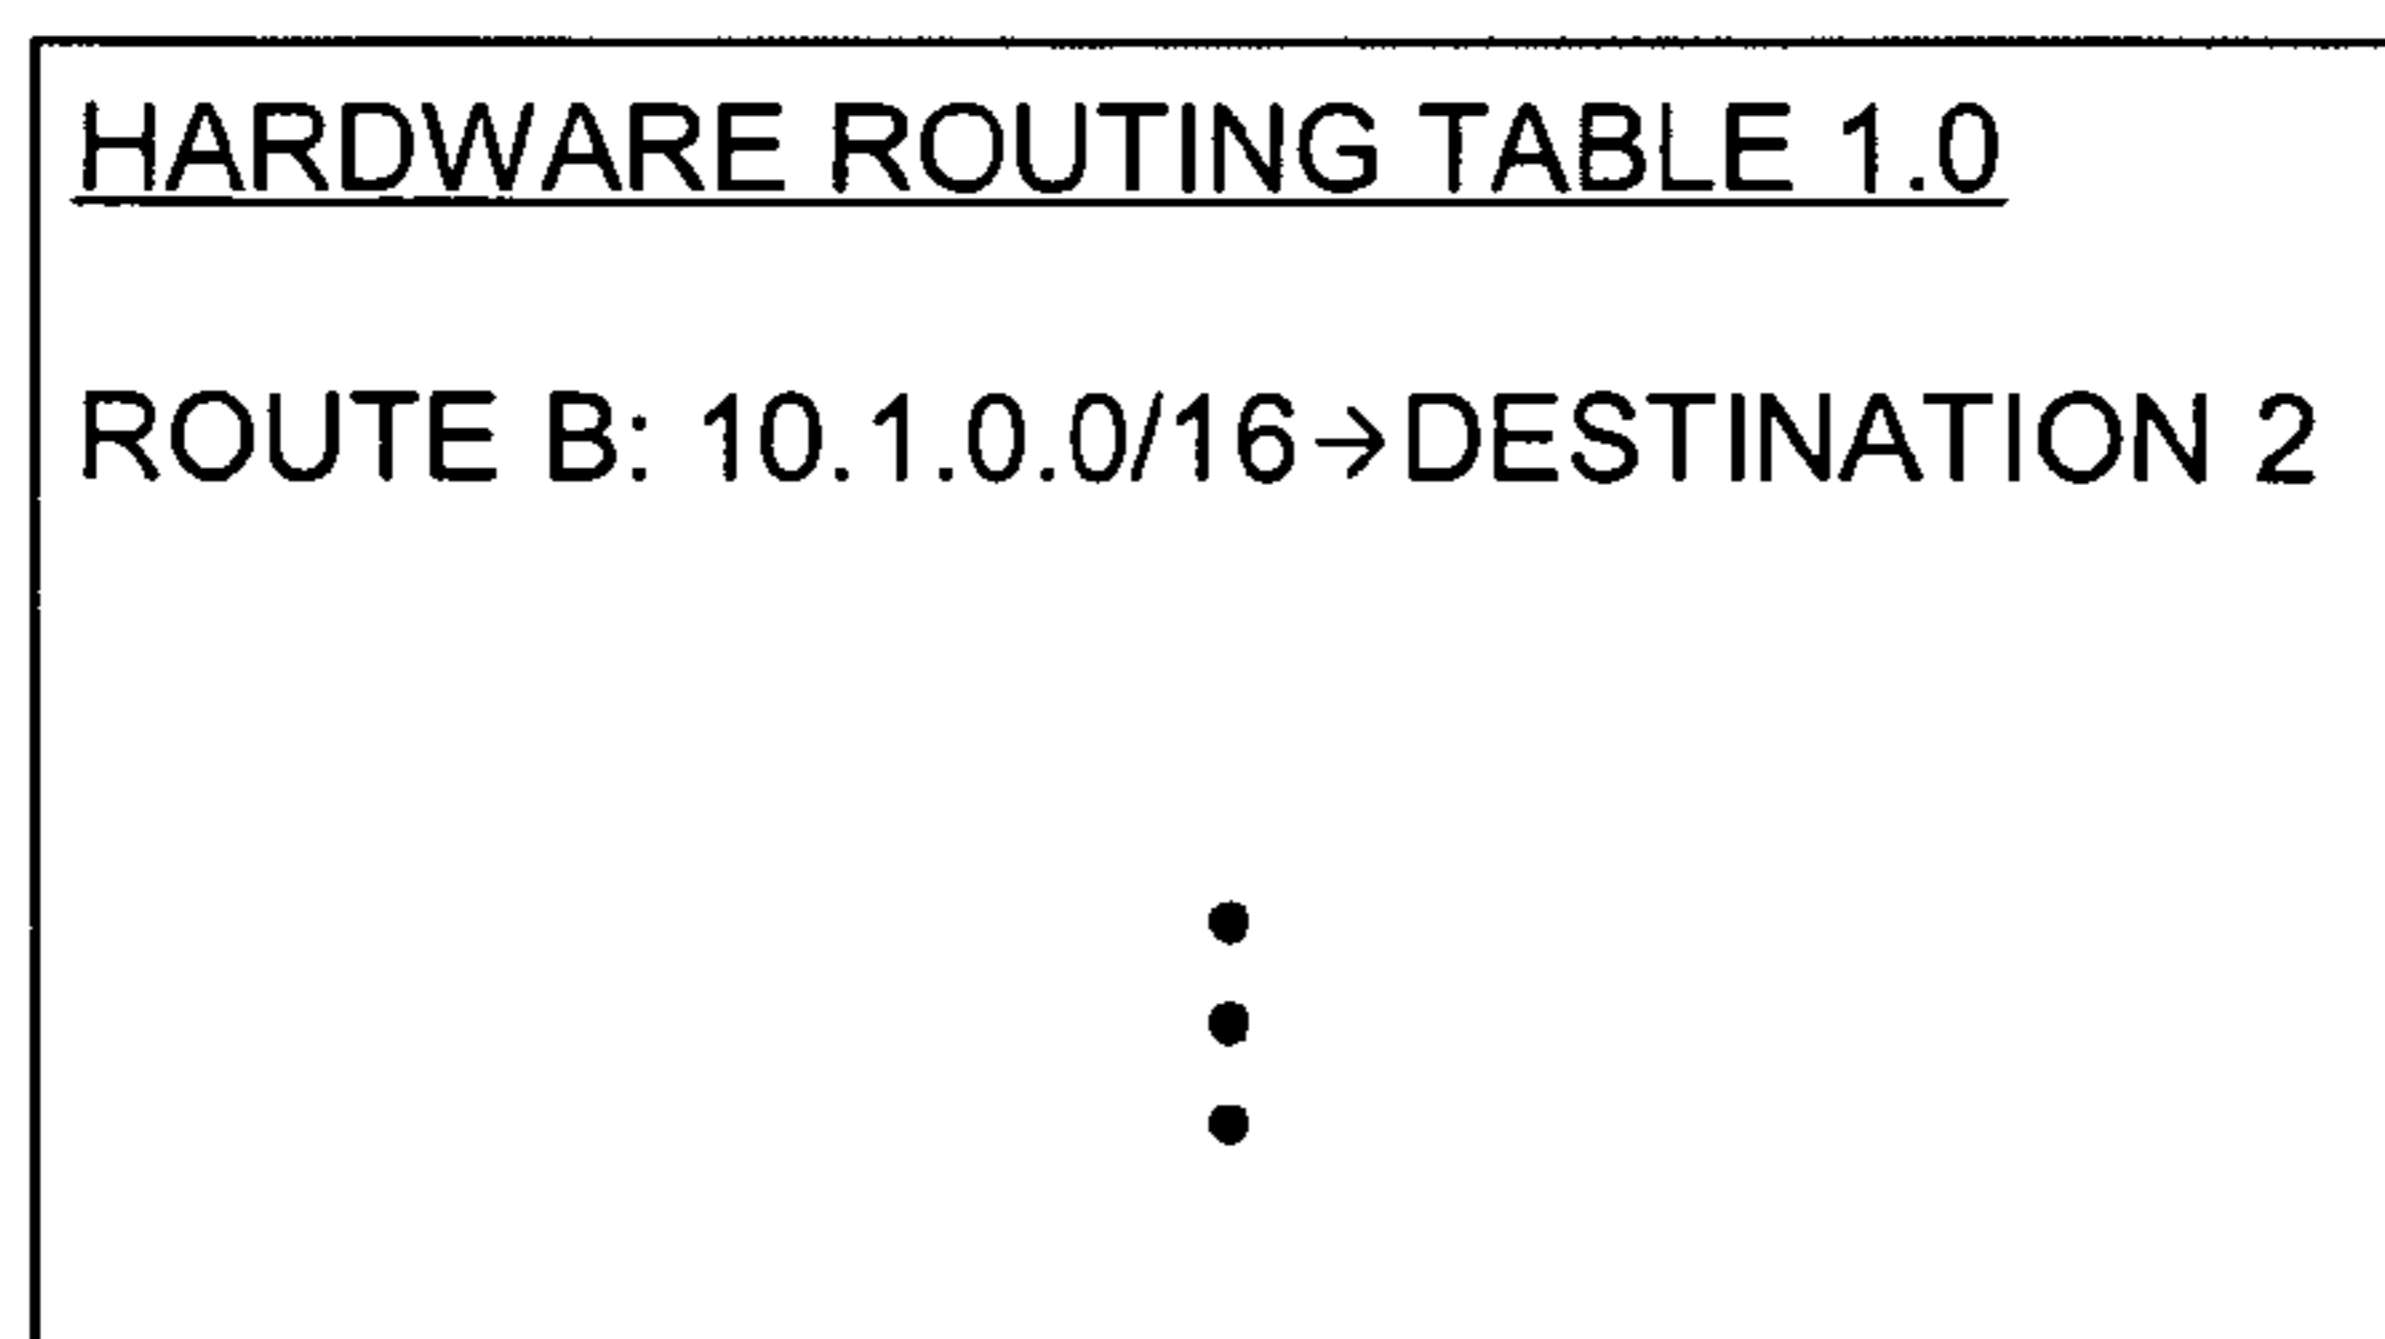 HARDWARE ROUTING TABLE 1.0
ROUTE B: 10.1.0.0/16→DESTINATION 2